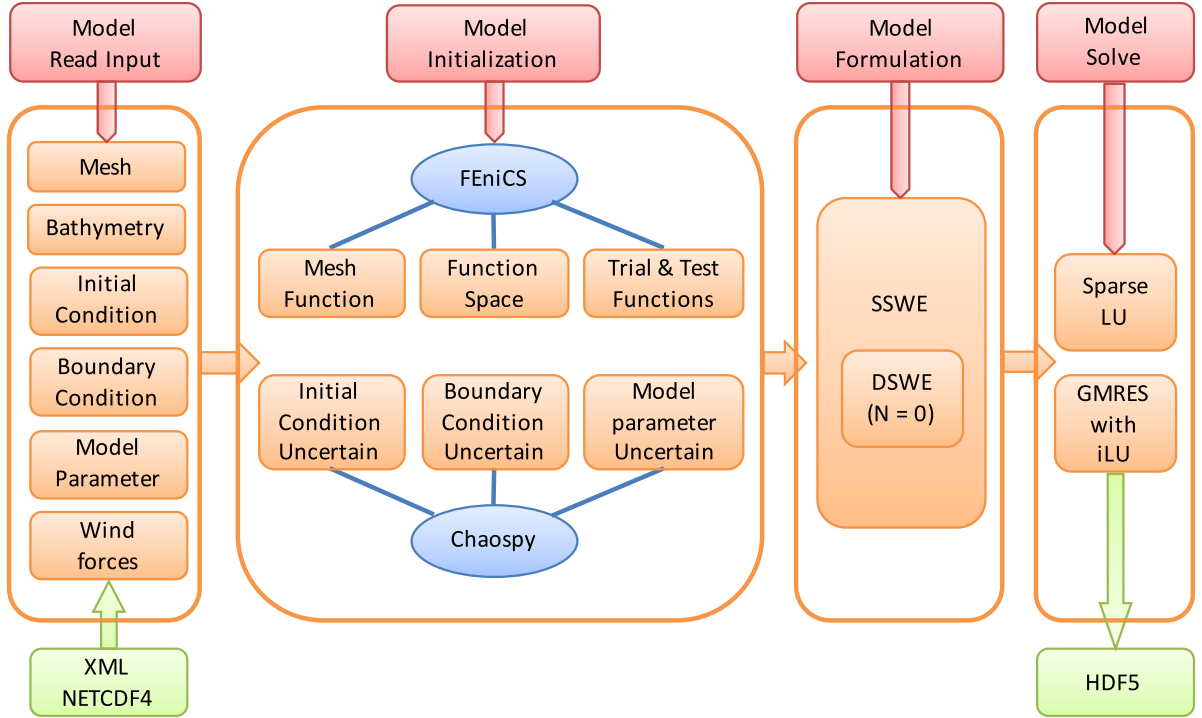 Model
Read Input
Model
Initialization
Model
Formulation
Model
Solve
Mesh
Bathymetry
Initial
Condition
Boundary
Condition
Model
Parameter
Wind
forces
XML
NETCDF4
FEniCS
Mesh
Function
Function
Space
Trial & Test
Functions
Initial
Condition
Uncertain
Boundary
Condition
Uncertain
Model
parameter
Uncertain
Chaospy
SSWE
DSWE
(N = 0)
Sparse
LU
GMRES
with
iLU
HDF5